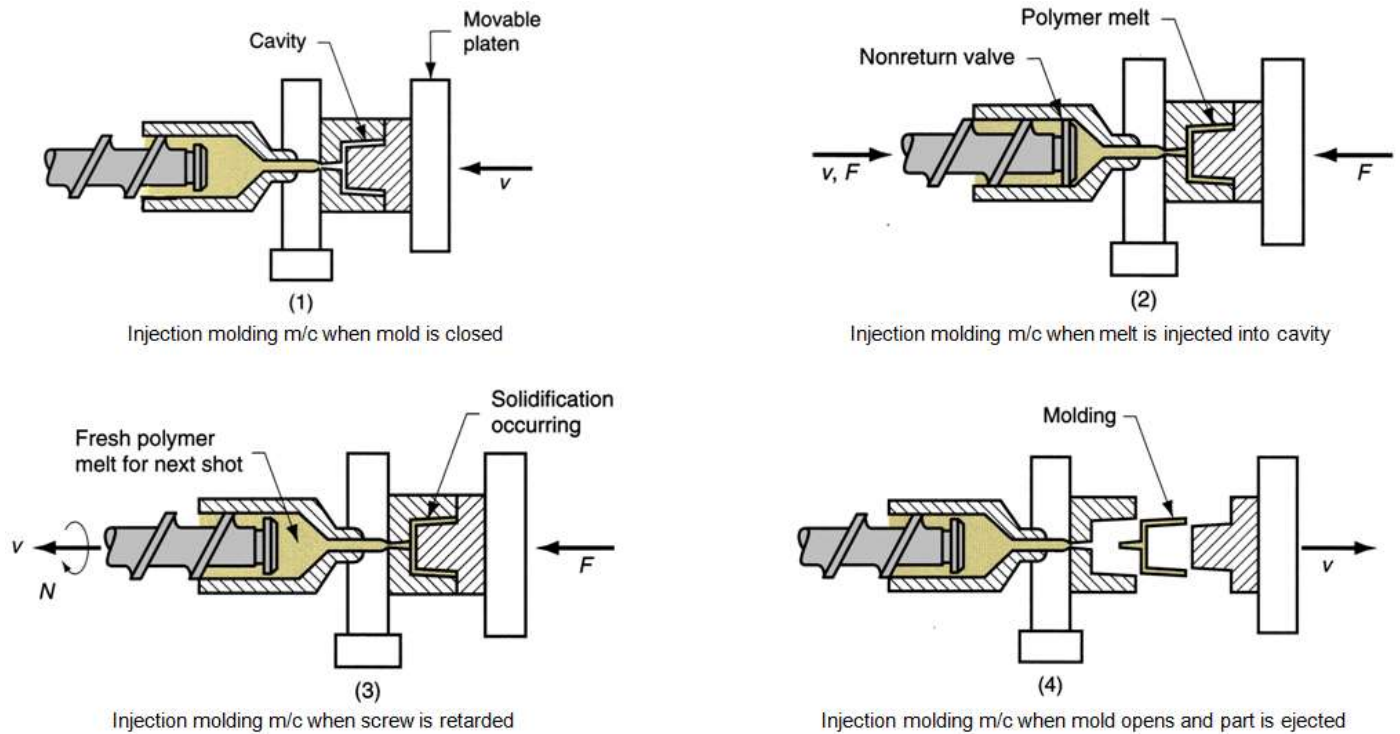 Cavity
Movable
platen
v
(1)
Injection molding m/c when mold is closed
Polymer melt
Nonreturn valve
v, F
F
(2)
Injection molding m/c when melt is injected into cavity
Solidification
occurring
Fresh polymer
melt for next shot
v
N
F
(3)
Injection molding m/c when screw is retarded
Molding
v
(4)
Injection molding m/c when mold opens and part is ejected